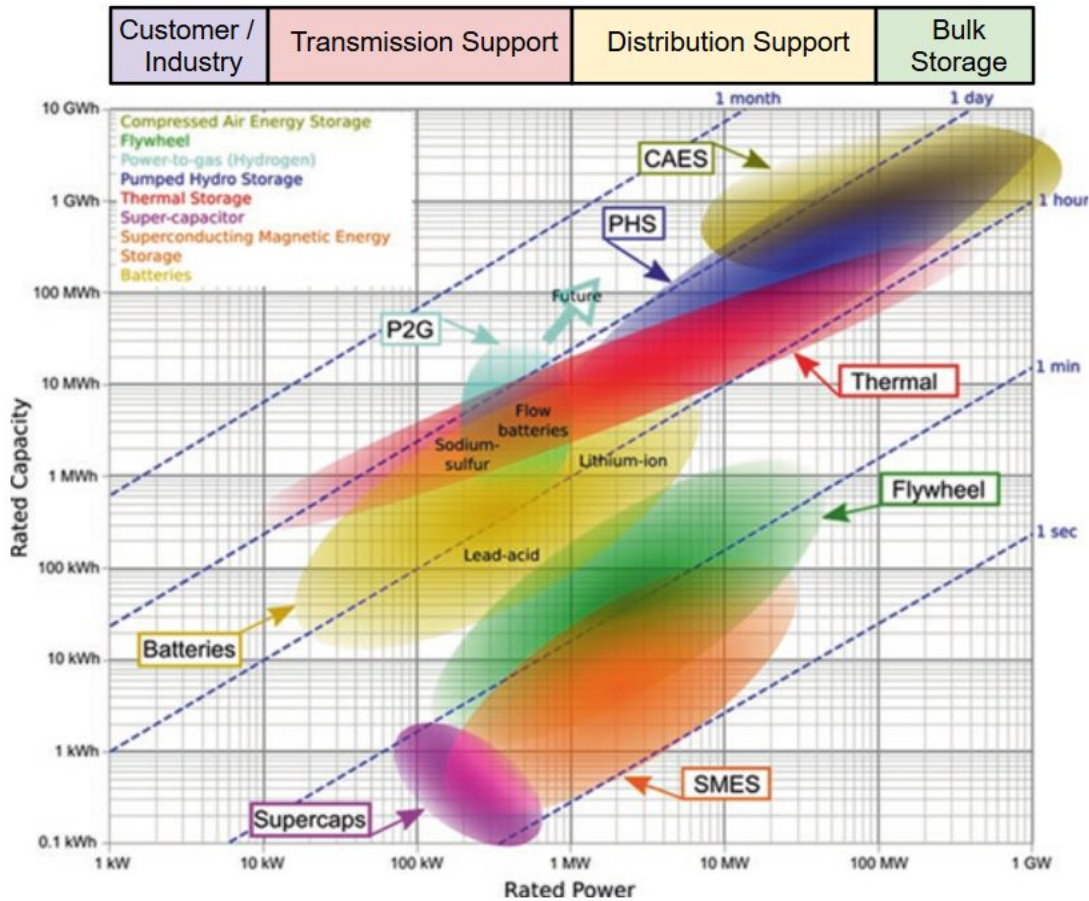 Customer /
Industry
Transmission Support
Distribution Support
Bulk
Storage
1 month
1 day
10 GWh
Compressed Air Energy Storage
Flywheel
Power-to-gas (Hydrogen)
Pumped Hydro Storage
Thermal Storage
Super-capacitor
Superconducting Magnetic Energy
Storage
Batteries
CAES
1 GWh
1 hour
PHS
100 MWh
Future
P2G
1 min
10 MWh
Thermal
Flow
batteries
Sodium-
sulfur
Lithium-ion
1 MWh
Flywheel
1 sec
Lead-acid
100 kWh
Batteries
10 kWh
1 kWh
SMES
Supercaps
0.1 kWh
Rated Capacity
1 kW
10 kW
100 kW
1 MW
10 MW
100 MW
1 GW
Rated Power